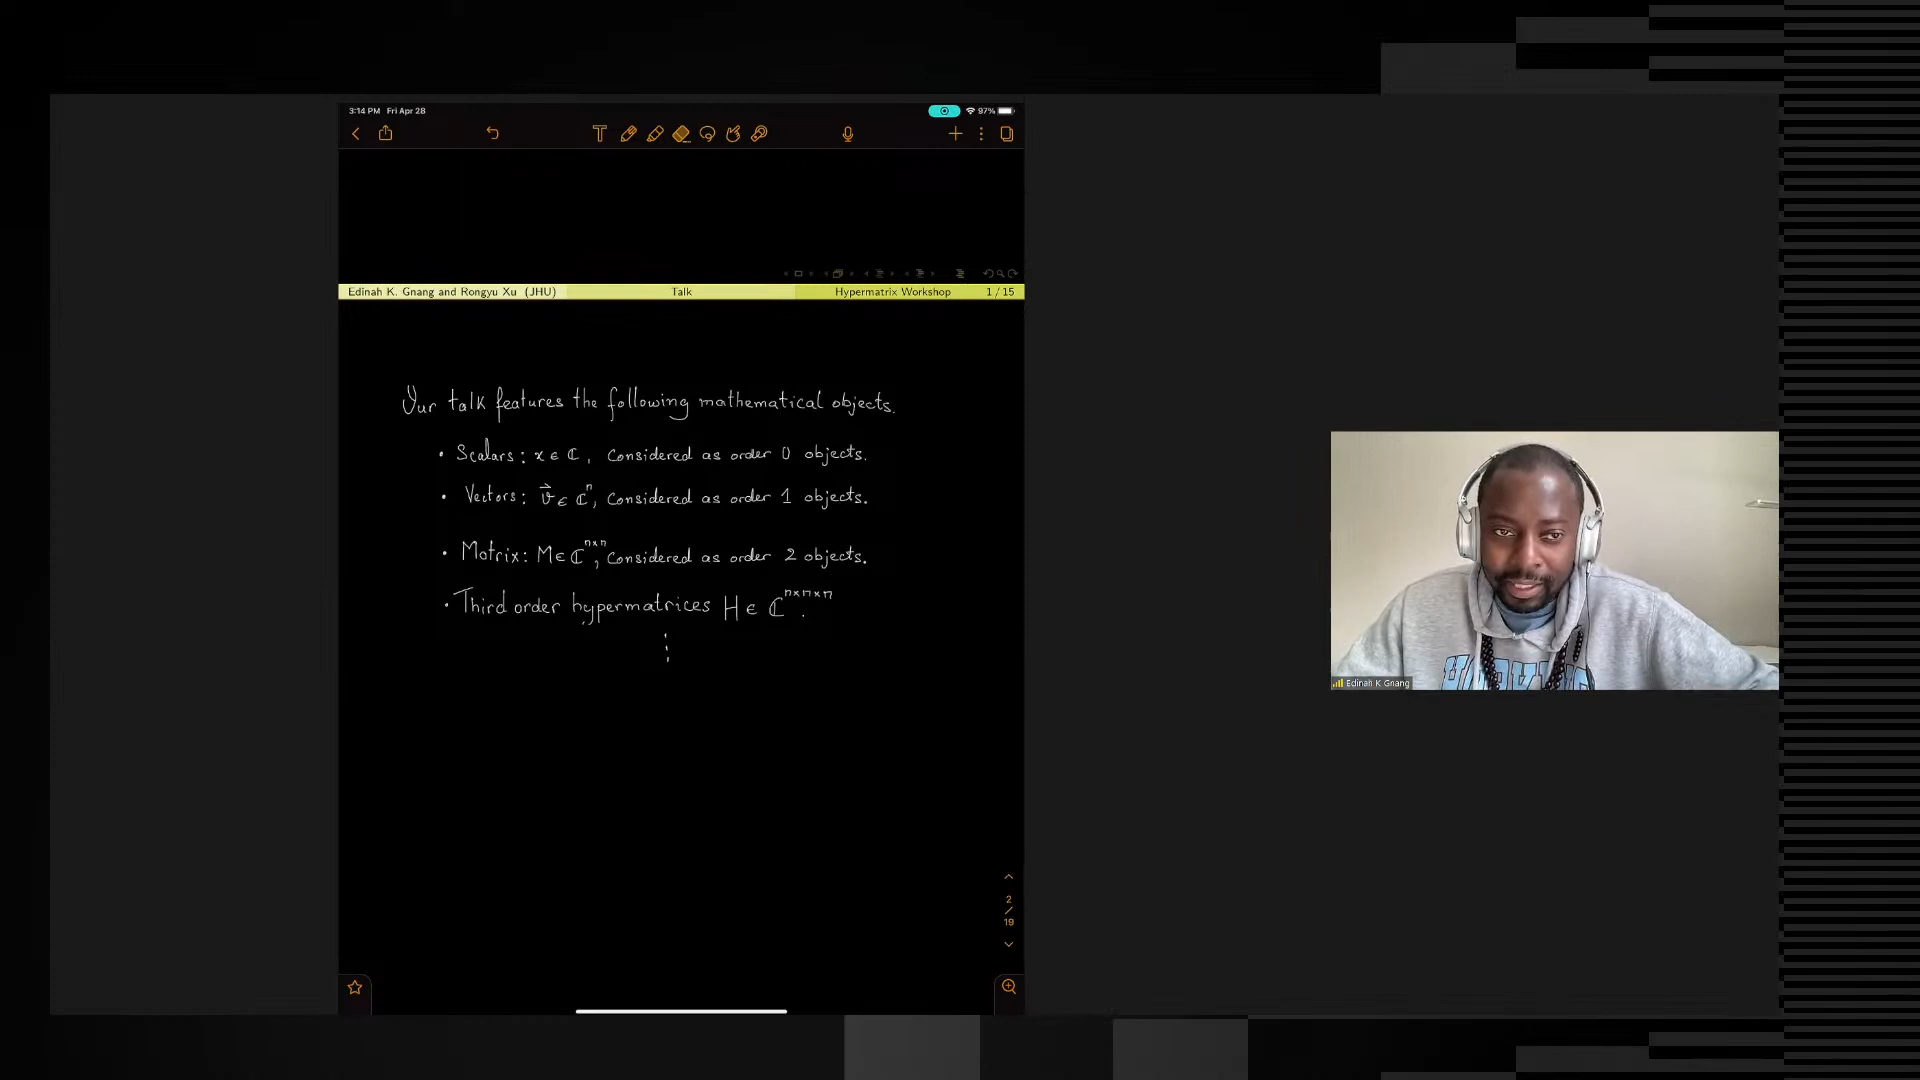 3:14 PM Fri Apr 28
97%
Edinah K. Gnang and Rongyu Xu (JHU) Talk Hypermatrix Workshop 1 / 15
Our talk features the following mathematical objects.
• Scalars: x ∈ ℂ, Considered as order 0 objects.
• Vectors: v⃗ ∈ ℂⁿ, Considered as order 1 objects.
• Matrix: M ∈ ℂⁿˣⁿ, Considered as order 2 objects.
• Third order hypermatrices H ∈ ℂⁿˣⁿˣⁿ.
⋮
2
/
19
Edinah K Gnang